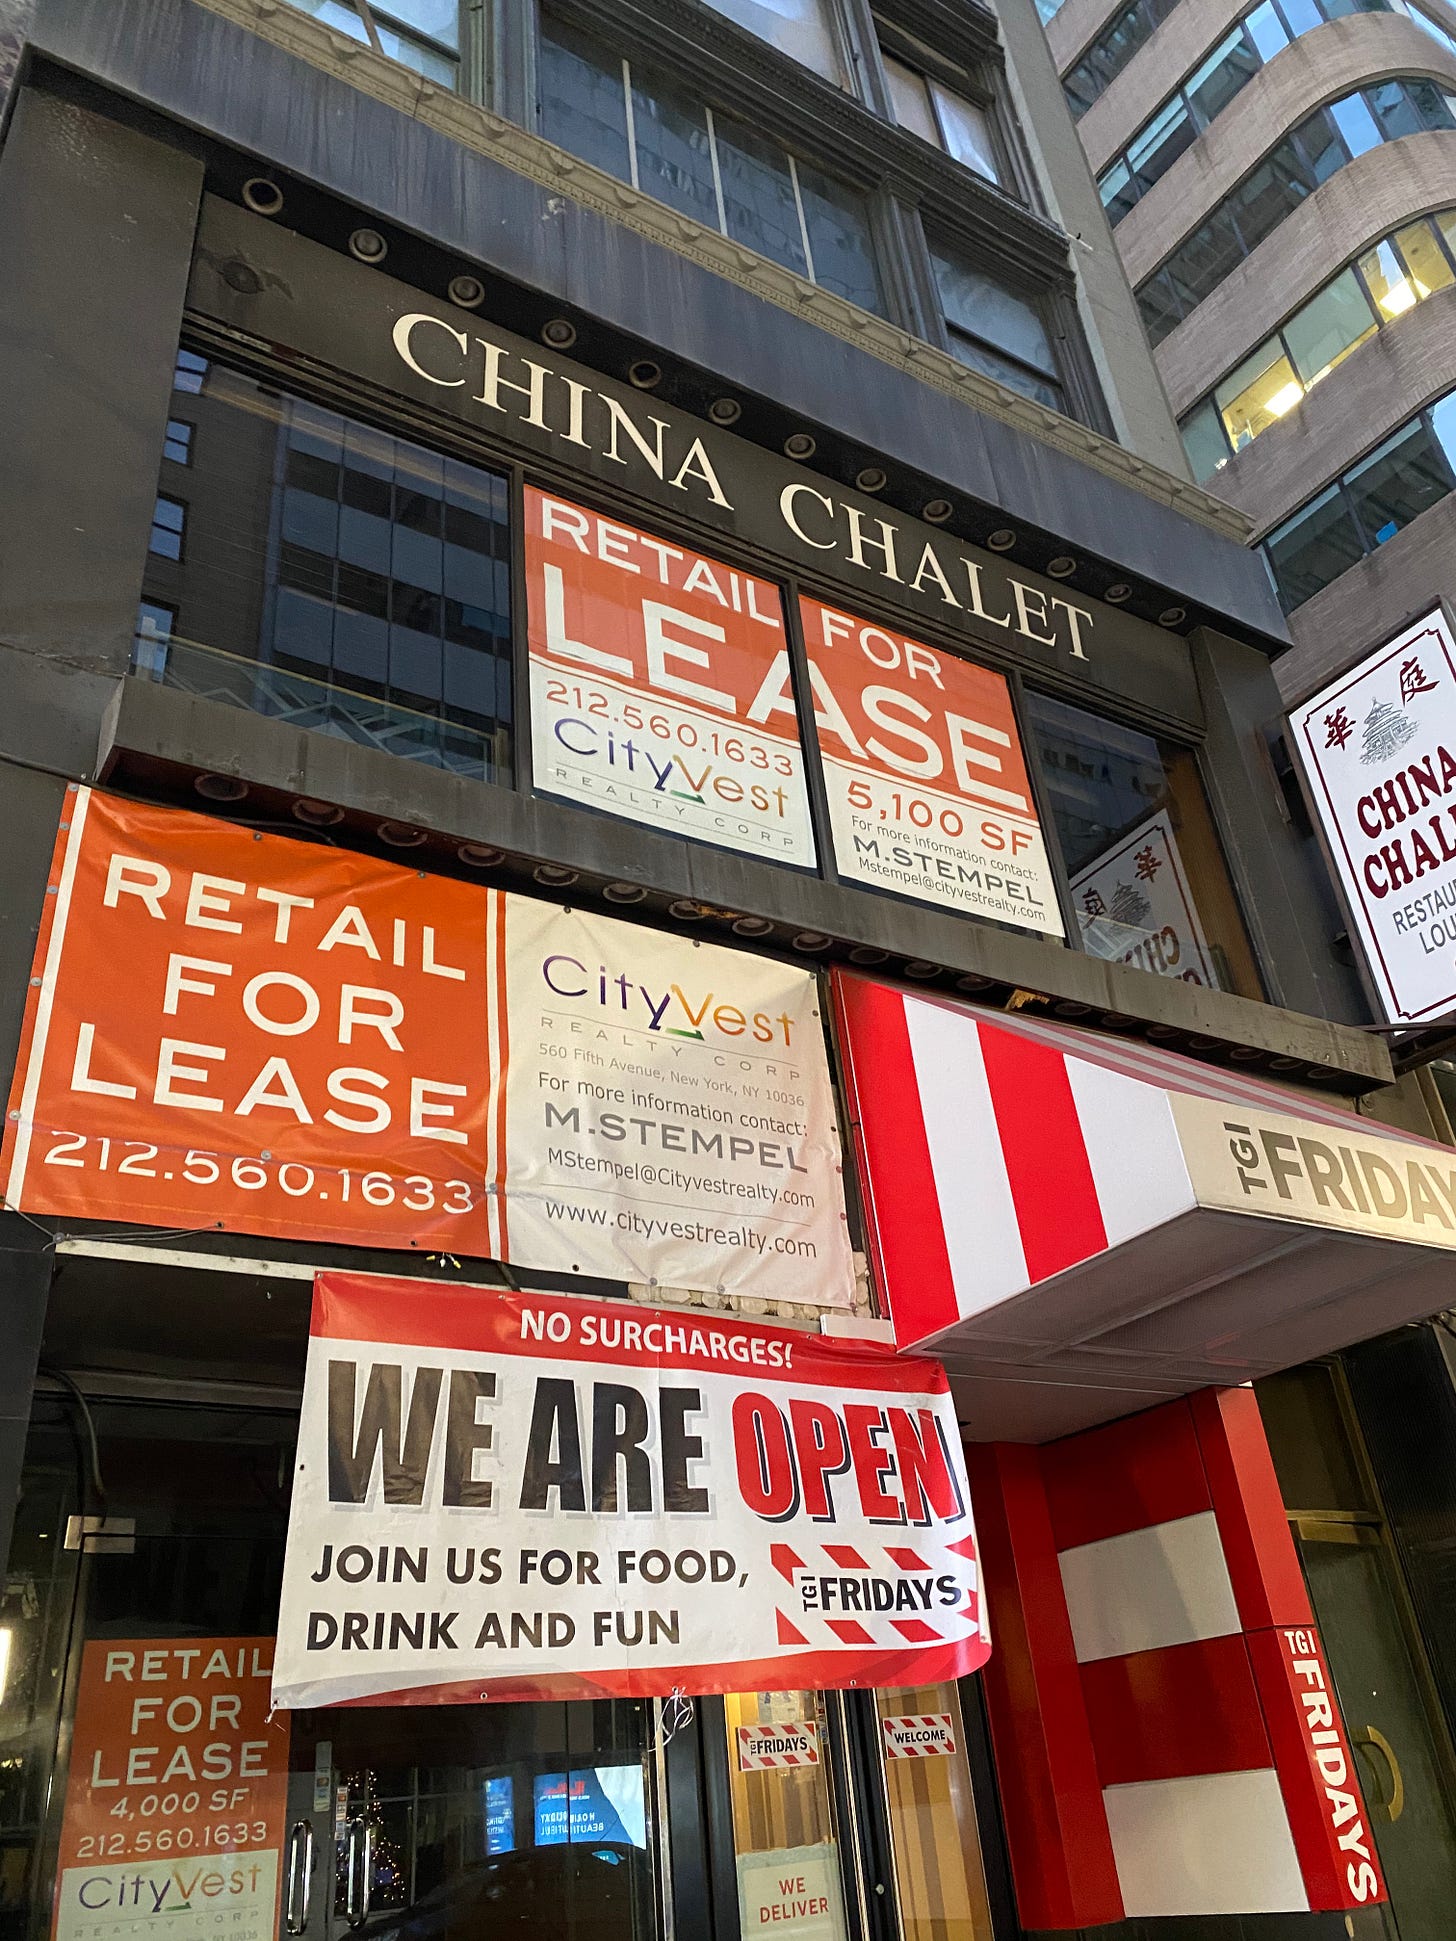 CHINA CHALET
RETAIL FOR
LEASE
212.560.1633
CityVest
REALTY CORP
5,100 SF
For more information contact:
M.STEMPEL
Mstempel@cityvestrealty.com
華庭
CHINA
RETAIL
FOR
LEASE
212.560.1633
CityVest
REALTY CORP
560 Fifth Avenue, New York, NY 10036
For more information contact:
M.STEMPEL
MStempel@Cityvestrealty.com
www.cityvestrealty.com
TGI FRIDAY
NO SURCHARGES!
WE ARE OPEN
JOIN US FOR FOOD,
DRINK AND FUN
TGI FRIDAYS
RETAIL
FOR
LEASE
4,000 SF
212.560.1633
CityVest
REALTY CORP
TGI FRIDAYS
WELCOME
WE
DELIVER
TGI FRIDAYS